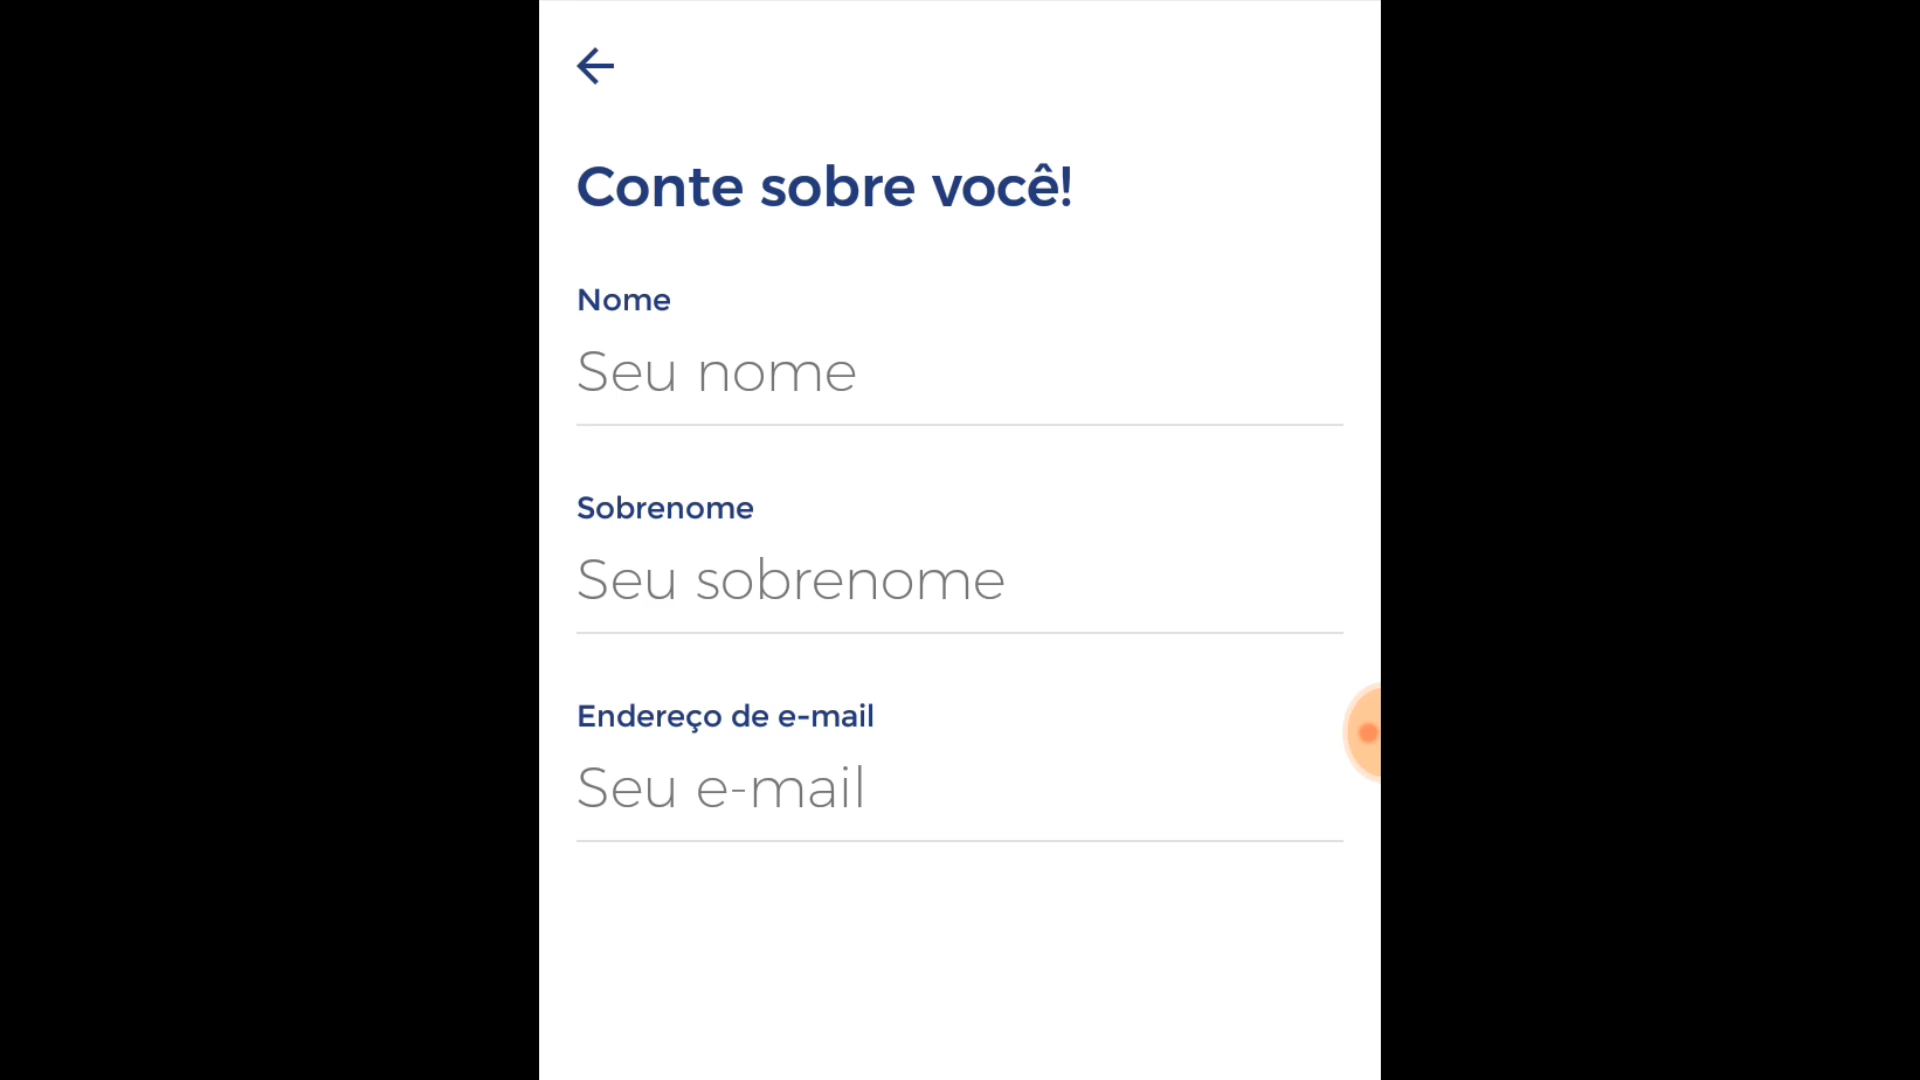 Conte sobre você!
Nome
Seu nome
Sobrenome
Seu sobrenome
Endereço de e-mail
Seu e-mail